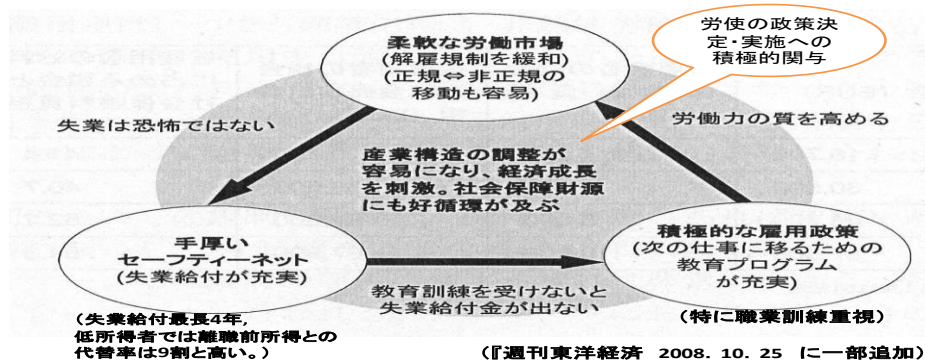 労使の政策決
定・実施への
積極的関与
柔軟な労働市場
(解雇規制を緩和)
(正規⇔非正規の
移動も容易)
失業は恐怖ではない
労働力の質を高める
産業構造の調整が
容易になり、経済成長
を刺激。社会保障財源
にも好循環が及ぶ
手厚い
セーフティーネット
(失業給付が充実)
積極的な雇用政策
(次の仕事に移るための
教育プログラム
が充実)
教育訓練を受けないと
失業給付金が出ない
(失業給付最長4年,
低所得者では離職前所得との
代替率は9割と高い。)
(特に職業訓練重視)
(『週刊東洋経済 2008. 10. 25 に一部追加)